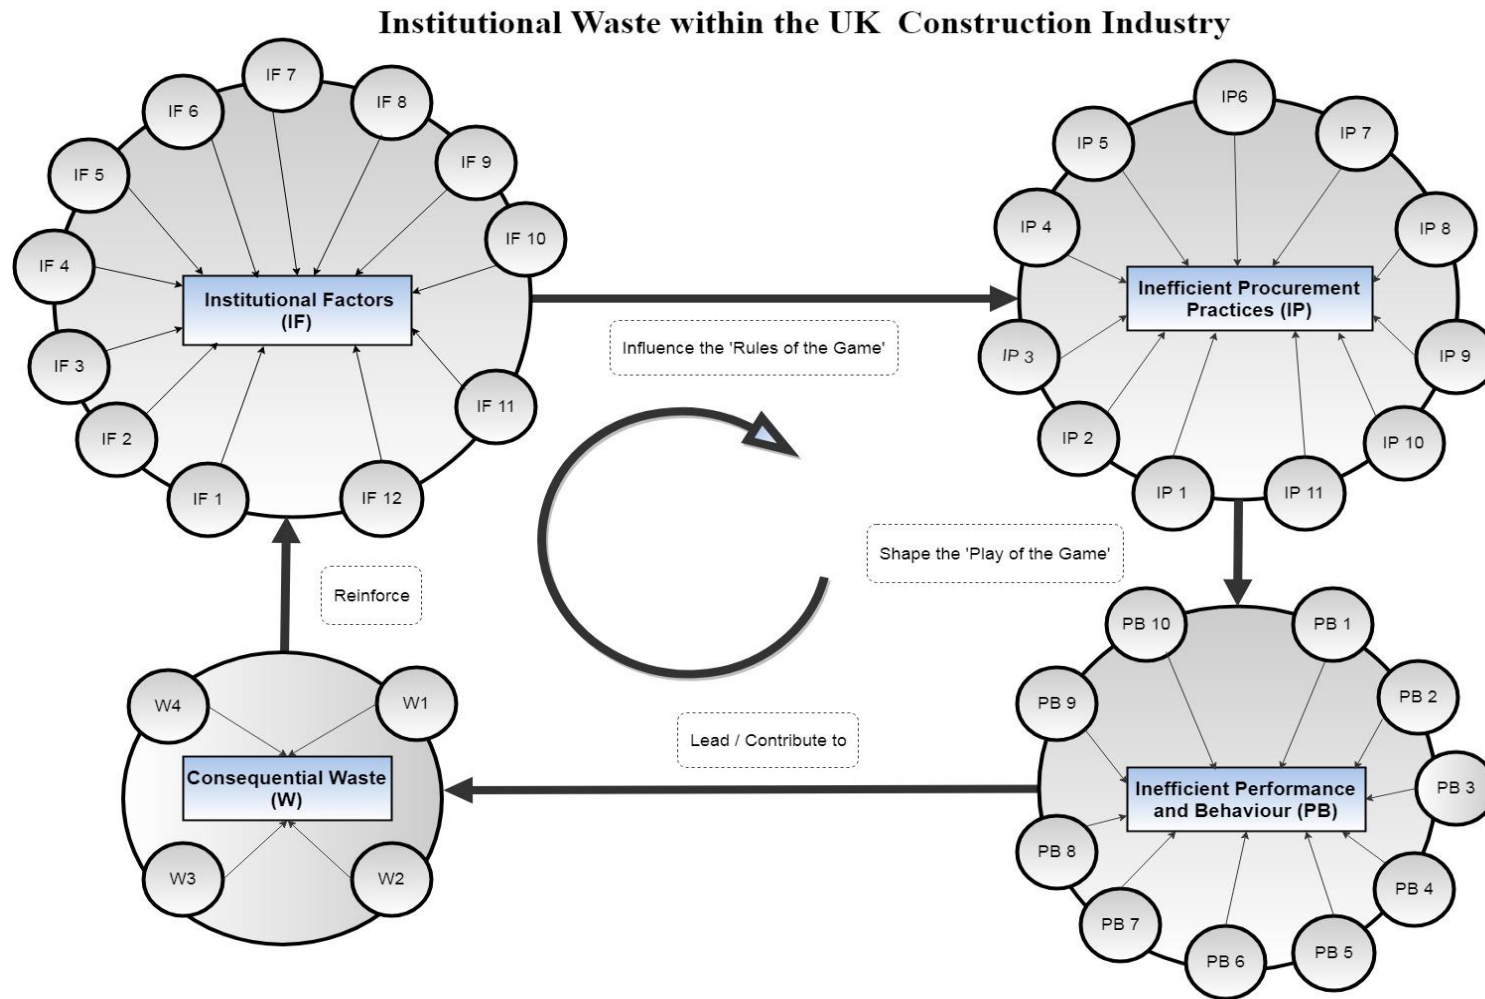 Institutional Waste within the UK Construction Industry
IF 7
IF 8
IF 6
IF 9
IF 5
IF 10
IF 4
Institutional Factors
(IF)
IF 3
IF 11
IF 2
IF 1
IF 12
Influence the 'Rules of the Game'
IP6
IP 7
IP 5
IP 8
IP 4
Inefficient Procurement
Practices (IP)
IP 3
IP 9
IP 2
IP 10
IP 1
IP 11
Shape the 'Play of the Game'
PB 10
PB 1
PB 9
PB 2
Inefficient Performance
and Behaviour (PB)
PB 3
PB 8
PB 4
PB 7
PB 5
PB 6
Lead / Contribute to
W4
W1
Consequential Waste
(W)
W3
W2
Reinforce